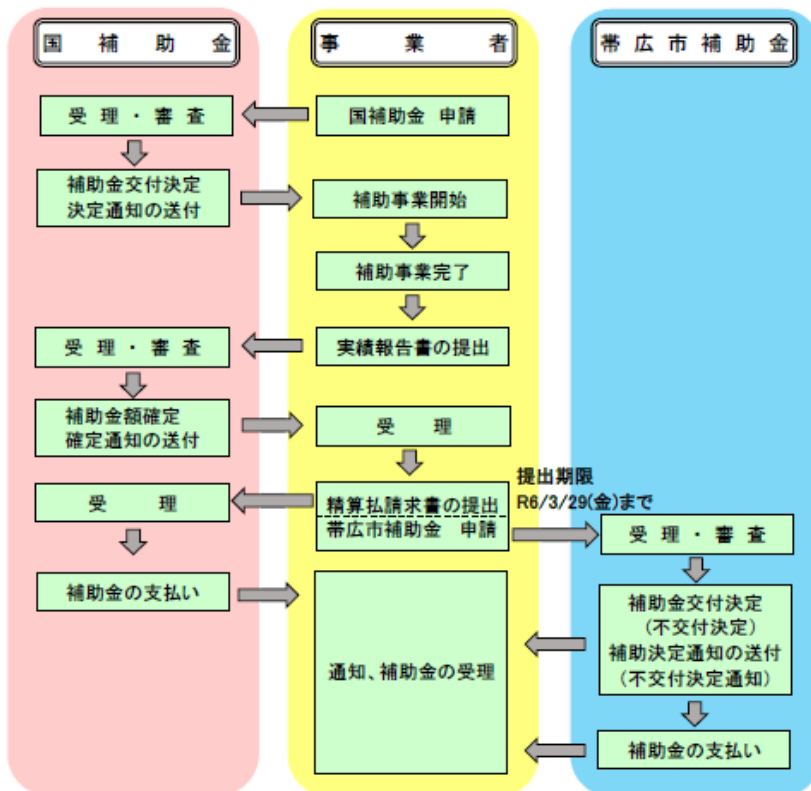 国補助金
事業者
帯広市補助金
国補助金 申請
受理・審査
補助金交付決定
決定通知の送付
補助事業開始
補助事業完了
実績報告書の提出
受理・審査
補助金額確定
確定通知の送付
受理
精算払請求書の提出
帯広市補助金 申請
提出期限
R6/3/29(金)まで
受理
受理・審査
補助金の支払い
補助金交付決定
(不交付決定)
補助決定通知の送付
(不交付決定通知)
通知、補助金の受理
補助金の支払い